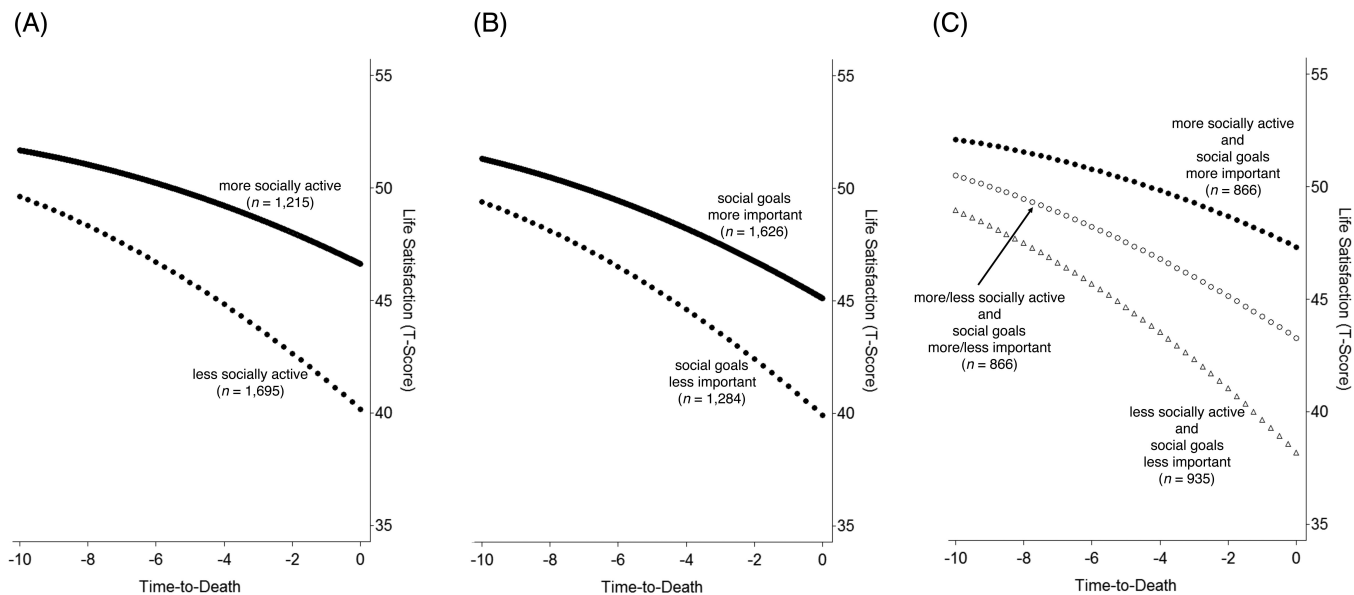 (A)
55
50
45
40
35
Life Satisfaction (T-Score)
more socially active
(n = 1,215)
less socially active
(n = 1,695)
-10 -8 -6 -4 -2 0
Time-to-Death
(B)
55
50
45
40
35
Life Satisfaction (T-Score)
social goals
more important
(n = 1,626)
social goals
less important
(n = 1,284)
-10 -8 -6 -4 -2 0
Time-to-Death
(C)
55
50
45
40
35
Life Satisfaction (T-Score)
more socially active
and
social goals
more important
(n = 866)
more/less socially active
and
social goals
more/less important
(n = 866)
less socially active
and
social goals
less important
(n = 935)
-10 -8 -6 -4 -2 0
Time-to-Death